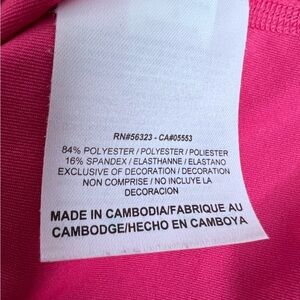 RN#56323 - CA#05553
84% POLYESTER / POLYESTER / POLIESTER
16% SPANDEX / ELASTHANNE / ELASTANO
EXCLUSIVE OF DECORATION / DECORATION
NON COMPRISE / NO INCLUYE LA
DECORACION
MADE IN CAMBODIA/FABRIQUE AU
CAMBODGE/HECHO EN CAMBOYA